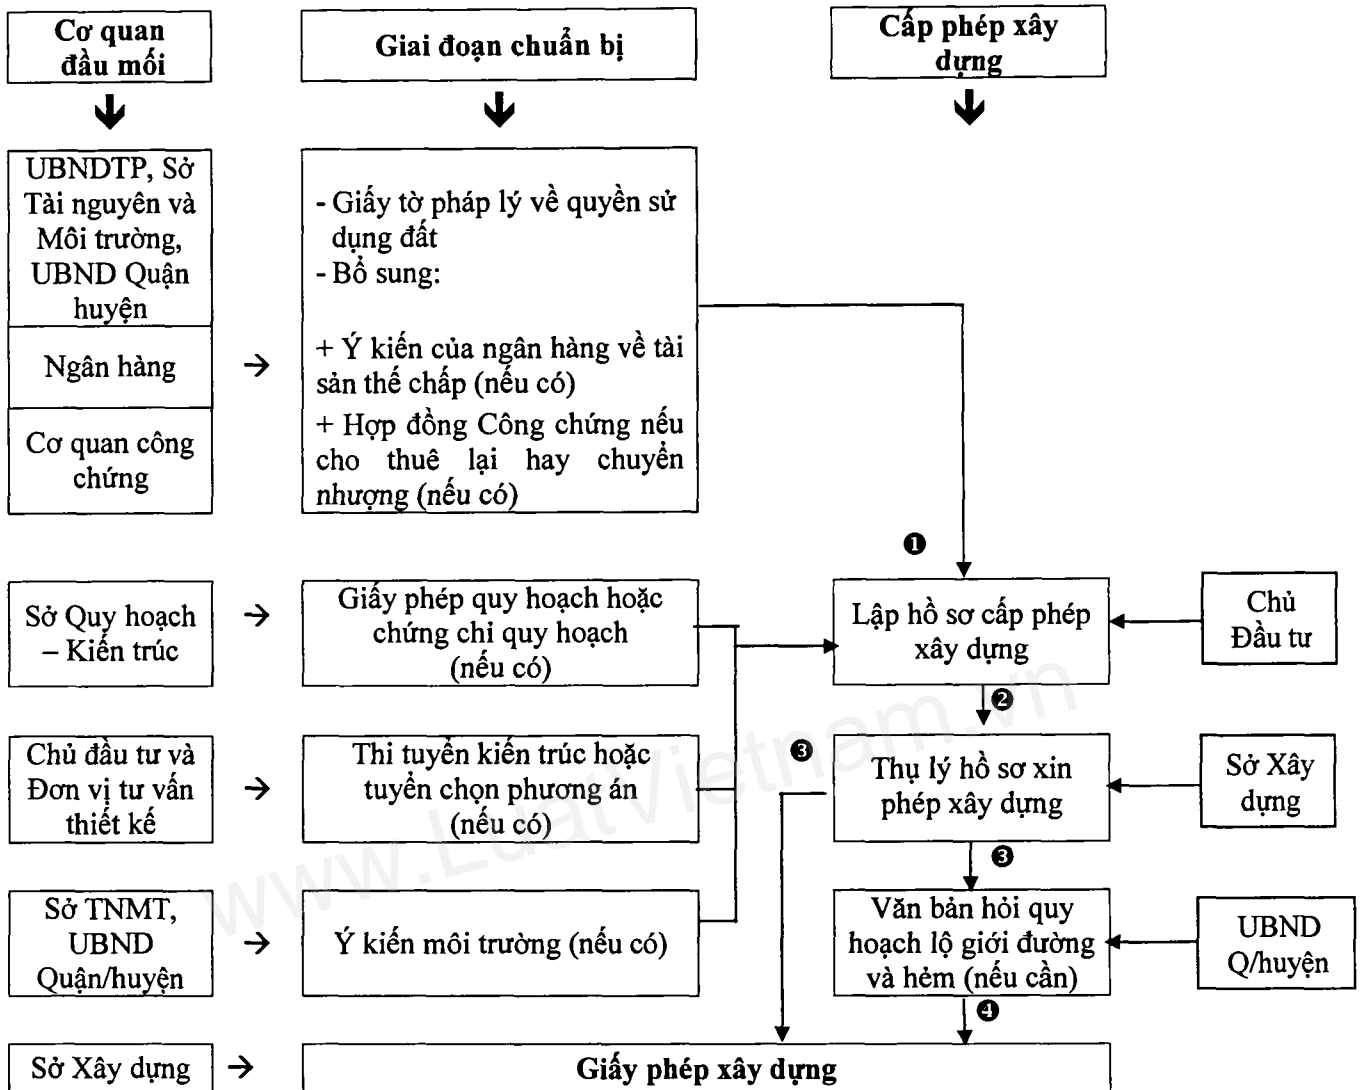 Cơ quan
đầu mối
Giai đoạn chuẩn bị
Cấp phép xây
dựng
UBNDTP, Sở
Tài nguyên và
Môi trường,
UBND Quận
huyện
Ngân hàng
Cơ quan công
chứng
- Giấy tờ pháp lý về quyền sử
dụng đất
- Bổ sung:
+ Ý kiến của ngân hàng về tài
sản thế chấp (nếu có)
+ Hợp đồng Công chứng nếu
cho thuê lại hay chuyển
nhượng (nếu có)
❶
Sở Quy hoạch
– Kiến trúc
Giấy phép quy hoạch hoặc
chứng chỉ quy hoạch
(nếu có)
Lập hồ sơ cấp phép
xây dựng
Chủ
Đầu tư
❷
Chủ đầu tư và
Đơn vị tư vấn
thiết kế
Thi tuyển kiến trúc hoặc
tuyển chọn phương án
(nếu có)
❸
Thụ lý hồ sơ xin
phép xây dựng
Sở Xây
dựng
❸
Sở TNMT,
UBND
Quận/huyện
Ý kiến môi trường (nếu có)
Văn bản hỏi quy
hoạch lộ giới đường
và hẻm (nếu cần)
UBND
Q/huyện
❹
Sở Xây dựng
Giấy phép xây dựng
www.LuatVietnam.vn